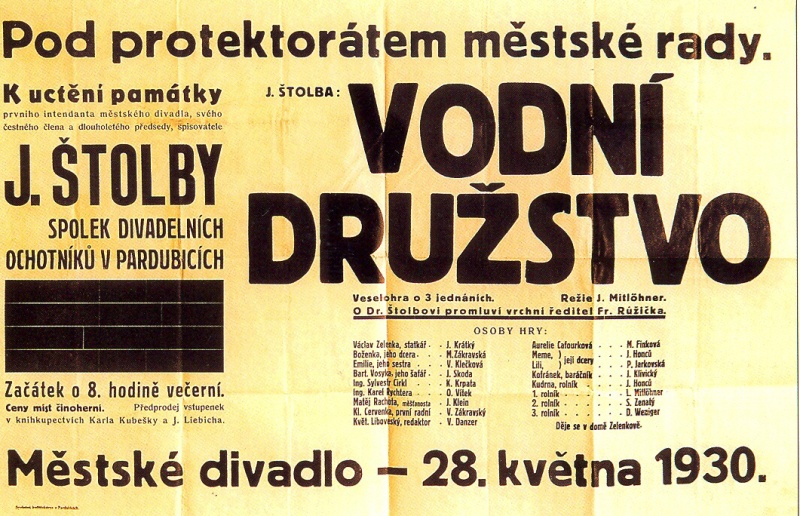 Pod protektorátem městské rady.
K uctění památky
prvního intendanta městského divadla, svého
čestného člena a dlouholetého předsedy, spisovatele
J. ŠTOLBY
SPOLEK DIVADELNÍCH
OCHOTNÍKŮ V PARDUBICÍCH
Začátek o 8. hodině večerní.
Ceny míst činoherní. Předprodej vstupenek
v knihkupectvích Karla Kubešky a J. Liebicha.
J. ŠTOLBA:
VODNÍ
DRUŽSTVO
Veselohra o 3 jednáních. Režie J. Mitlöhner.
O Dr. Štolbovi promluví vrchní ředitel Fr. Růžička.
OSOBY HRY:
Václav Zelenka, statkář - J. Krátký
Boženka, jeho dcera - M. Zákravská
Emilie, jeho sestra - V. Klečková
Bart. Vosyka, jeho šafář - J. Skoda
Ing. Sylvestr Cirkl - K. Krpata
Ing. Karel Rychtera - O. Vítek
Matěj Rachota, měšťanosta - J. Klein
Kl. Červenka, první radní - V. Zákravský
Květ. Liboveský, redaktor - V. Danzer
Aurelie Cafourková - M. Finková
Meme, } její dcery - J. Honců
Lili, } - P. Jarkovská
Kofránek, baráčník - J. Klivický
Kudrna, rolník - J. Honců
1. rolník - L. Mitlöhner
2. rolník - S. Zenatý
3. rolník - D. Weziger
Děje se v domě Zelenkově.
Městské divadlo – 28. května 1930.